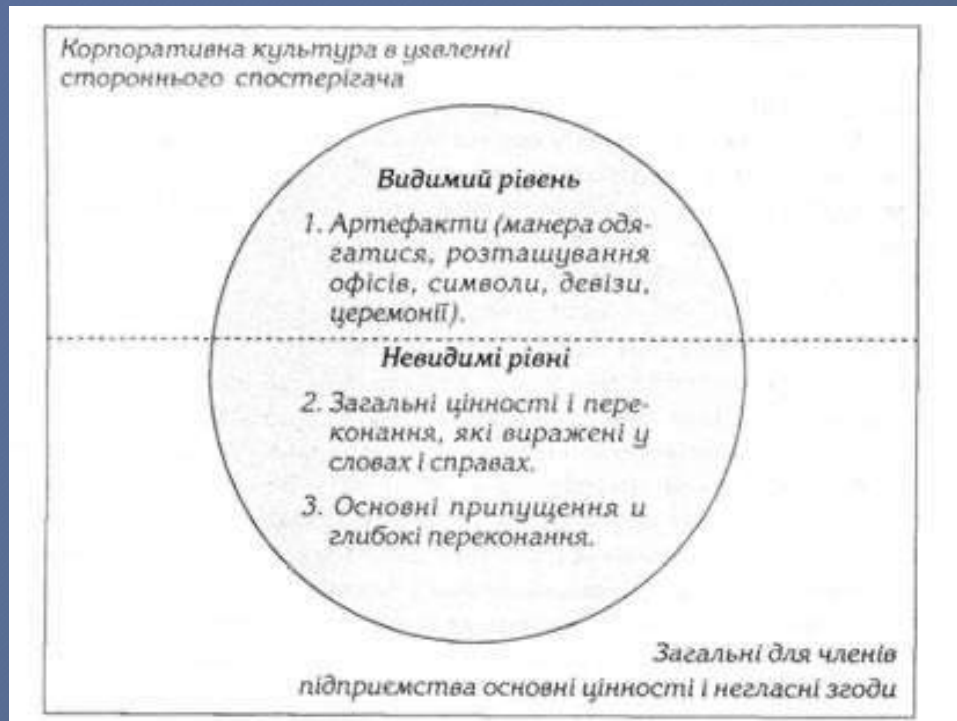 Корпоративна культура в уявленні
стороннього спостерігача
Видимий рівень
1. Артефакти (манера одя-
гатися, розташування
офісів, символи, девізи,
церемонії).
Невидимі рівні
2. Загальні цінності і пере-
конання, які виражені у
словах і справах.
3. Основні припущення и
глибокі переконання.
Загальні для членів
підприємства основні цінності і негласні згоди